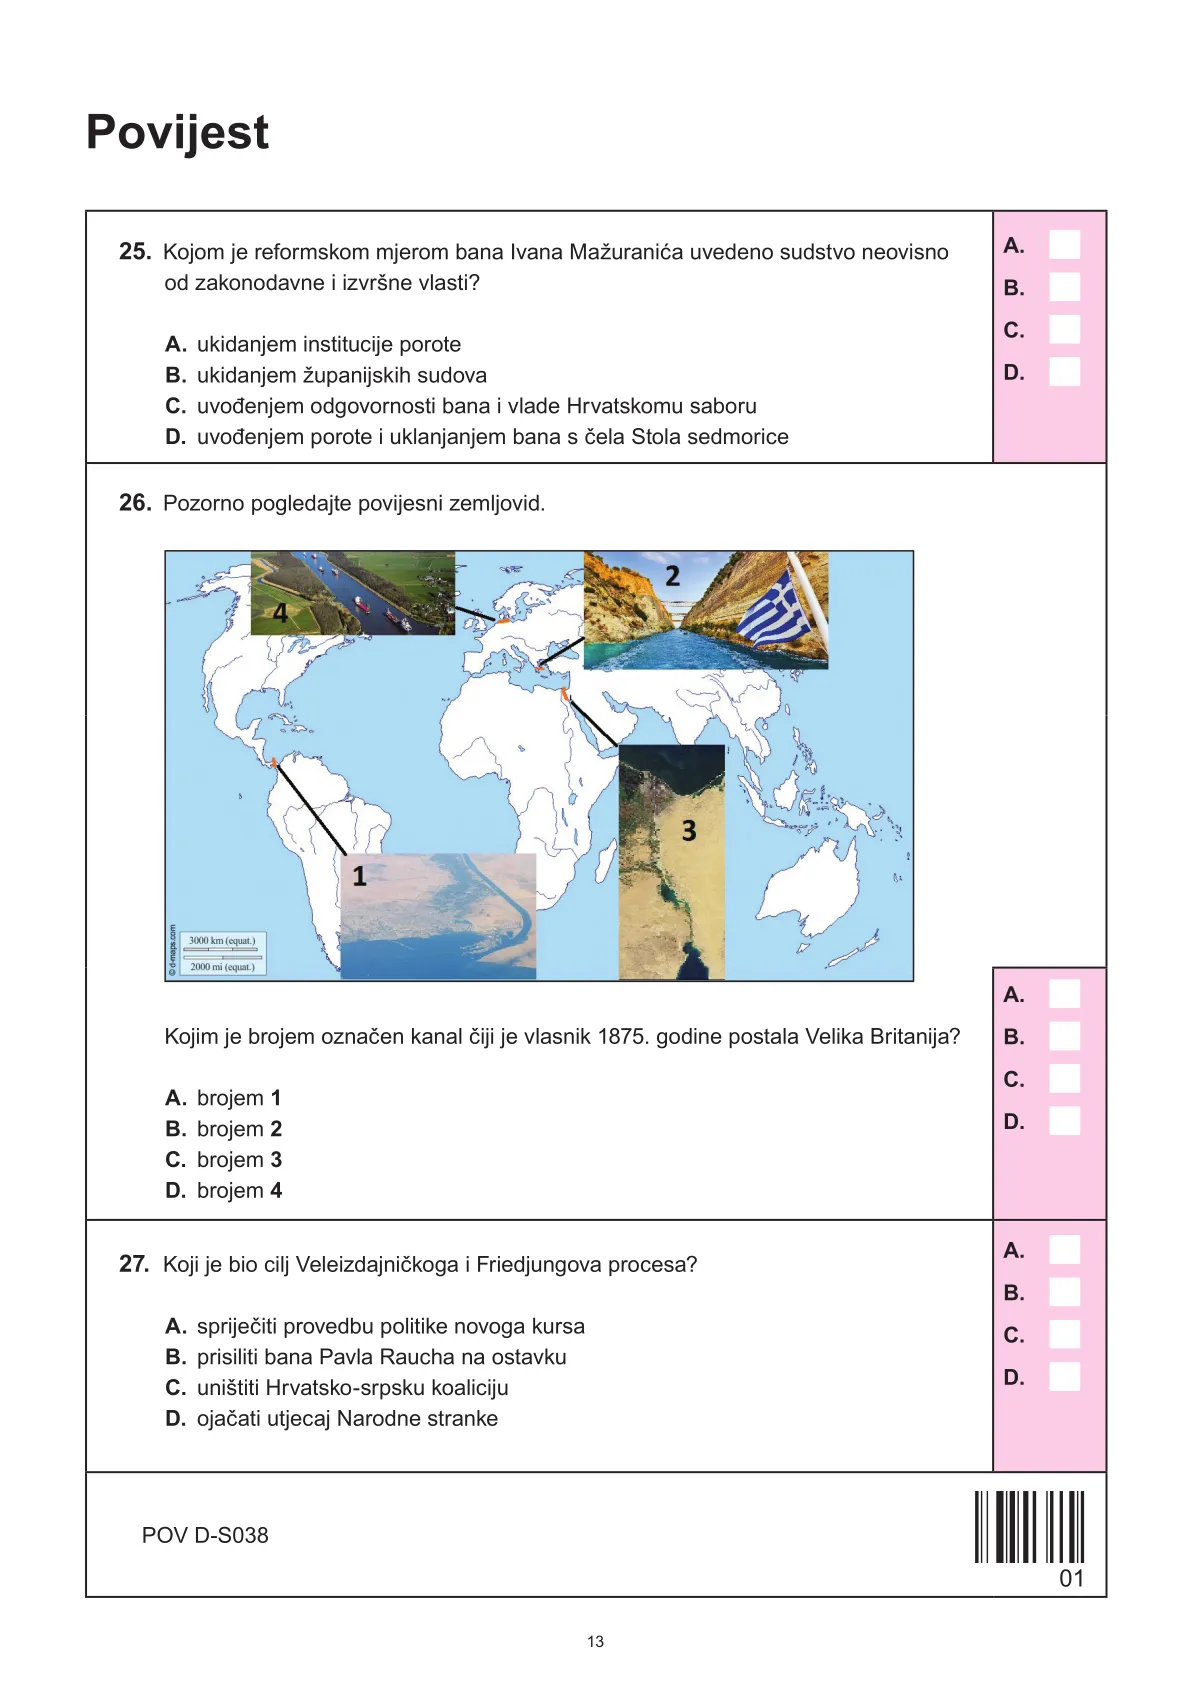 Povijest
25. Kojom je reformskom mjerom bana Ivana Mažuranića uvedeno sudstvo neovisno
od zakonodavne i izvršne vlasti?
A. ukidanjem institucije porote
B. ukidanjem županijskih sudova
C. uvođenjem odgovornosti bana i vlade Hrvatskomu saboru
D. uvođenjem porote i uklanjanjem bana s čela Stola sedmorice
A.
B.
C.
D.
26. Pozorno pogledajte povijesni zemljovid.
4
2
3
1
© d-maps.com
3000 km (equat.)
2000 mi (equat.)
Kojim je brojem označen kanal čiji je vlasnik 1875. godine postala Velika Britanija?
A. brojem 1
B. brojem 2
C. brojem 3
D. brojem 4
A.
B.
C.
D.
27. Koji je bio cilj Veleizdajničkoga i Friedjungova procesa?
A. spriječiti provedbu politike novoga kursa
B. prisiliti bana Pavla Raucha na ostavku
C. uništiti Hrvatsko-srpsku koaliciju
D. ojačati utjecaj Narodne stranke
A.
B.
C.
D.
POV D-S038
01
13